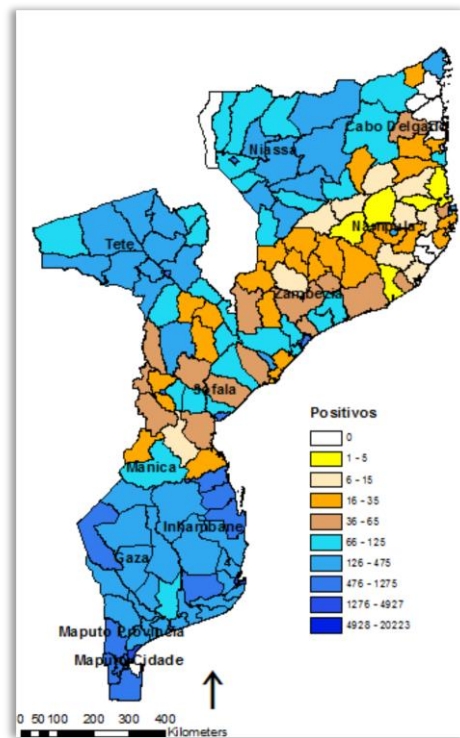 Cabo Delgado
Niassa
Tete
Nampula
Zambezia
Sofala
Positivos
0
1 - 5
6 - 15
16 - 35
36 - 65
66 - 125
126 - 475
476 - 1275
1276 - 4927
4928 - 20223
Manica
Inhambane
Gaza
Maputo Provincia
Maputo Cidade
0 50 100 200 300 400
Kilometers